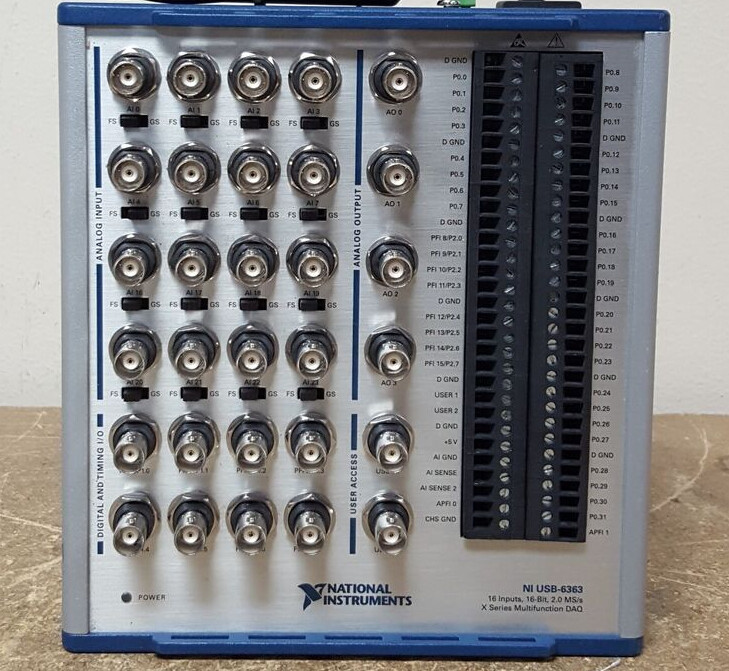 AI 0 AI 1 AI 2 AI 3
FS GS FS GS FS GS FS GS
AI 4 AI 5 AI 6 AI 7
FS GS FS GS FS GS FS GS
AI 16 AI 17 AI 18 AI 19
FS GS FS GS FS GS FS GS
AI 20 AI 21 AI 22 AI 23
FS GS FS GS FS GS FS GS
ANALOG INPUT
DIGITAL AND TIMING I/O
POWER
AO 0
AO 1
AO 2
AO 3
ANALOG OUTPUT
USER ACCESS
D GND
P0.0
P0.1
P0.2
P0.3
D GND
P0.4
P0.5
P0.6
P0.7
D GND
PFI 8/P2.0
PFI 9/P2.1
PFI 10/P2.2
PFI 11/P2.3
D GND
PFI 12/P2.4
PFI 13/P2.5
PFI 14/P2.6
PFI 15/P2.7
D GND
USER 1
USER 2
D GND
+5 V
AI GND
AI SENSE
AI SENSE 2
APFI 0
CHS GND
P0.8
P0.9
P0.10
P0.11
D GND
P0.12
P0.13
P0.14
P0.15
D GND
P0.16
P0.17
P0.18
P0.19
D GND
P0.20
P0.21
P0.22
P0.23
D GND
P0.24
P0.25
P0.26
P0.27
D GND
P0.28
P0.29
P0.30
P0.31
APFI 1
NATIONAL
INSTRUMENTS
NI USB-6363
16 Inputs, 16-Bit, 2.0 MS/s
X Series Multifunction DAQ